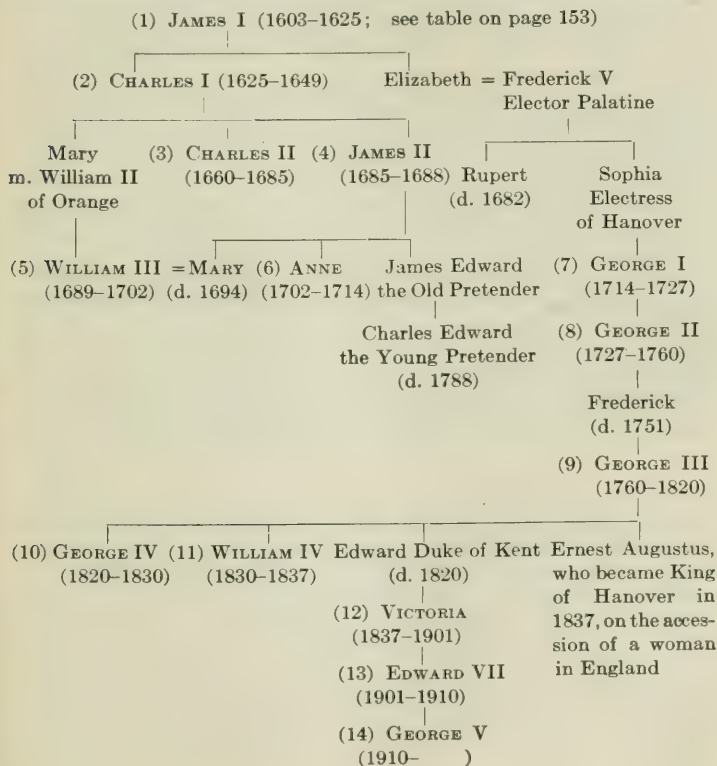 (1) JAMES I (1603–1625; see table on page 153)
(2) CHARLES I (1625–1649) Elizabeth = Frederick V
Elector Palatine
Mary (3) CHARLES II (4) JAMES II Rupert Sophia
m. William II (1660–1685) (1685–1688) (d. 1682) Electress
of Orange of Hanover
(5) WILLIAM III = MARY (6) ANNE James Edward (7) GEORGE I
(1689–1702) (d. 1694) (1702–1714) the Old Pretender (1714–1727)
Charles Edward (8) GEORGE II
the Young Pretender (1727–1760)
(d. 1788)
Frederick
(d. 1751)
(9) GEORGE III
(1760–1820)
(10) GEORGE IV (11) WILLIAM IV Edward Duke of Kent Ernest Augustus,
(1820–1830) (1830–1837) (d. 1820) who became King
of Hanover in
(12) VICTORIA 1837, on the acces-
(1837–1901) sion of a woman
in England
(13) EDWARD VII
(1901–1910)
(14) GEORGE V
(1910– )